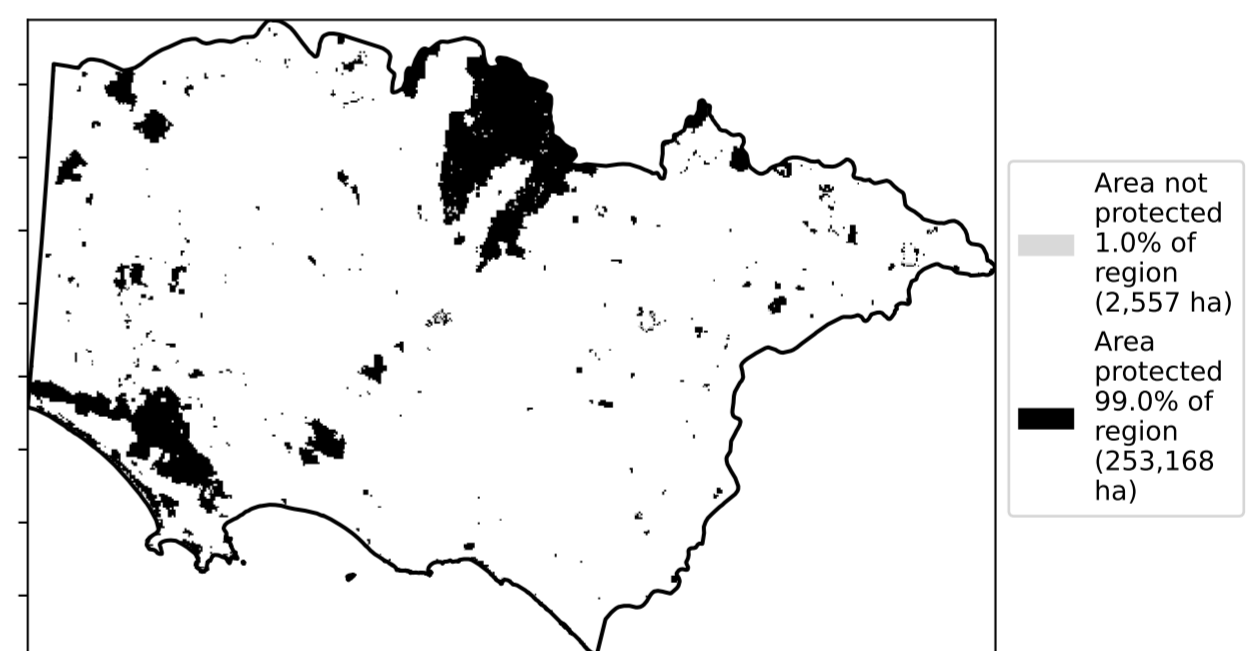 Area not
protected
1.0% of
region
(2,557 ha)
Area
protected
99.0% of
region
(253,168
ha)